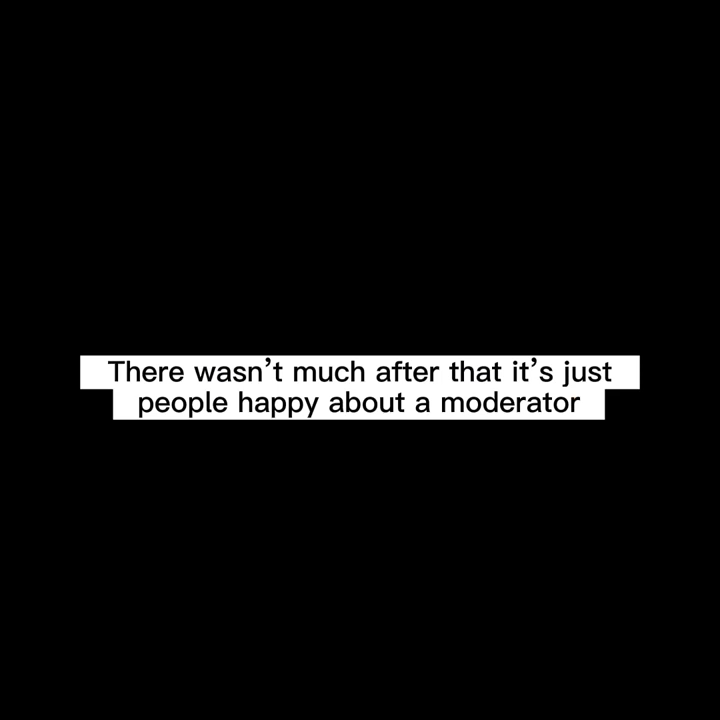 There wasn’t much after that it’s just
people happy about a moderator